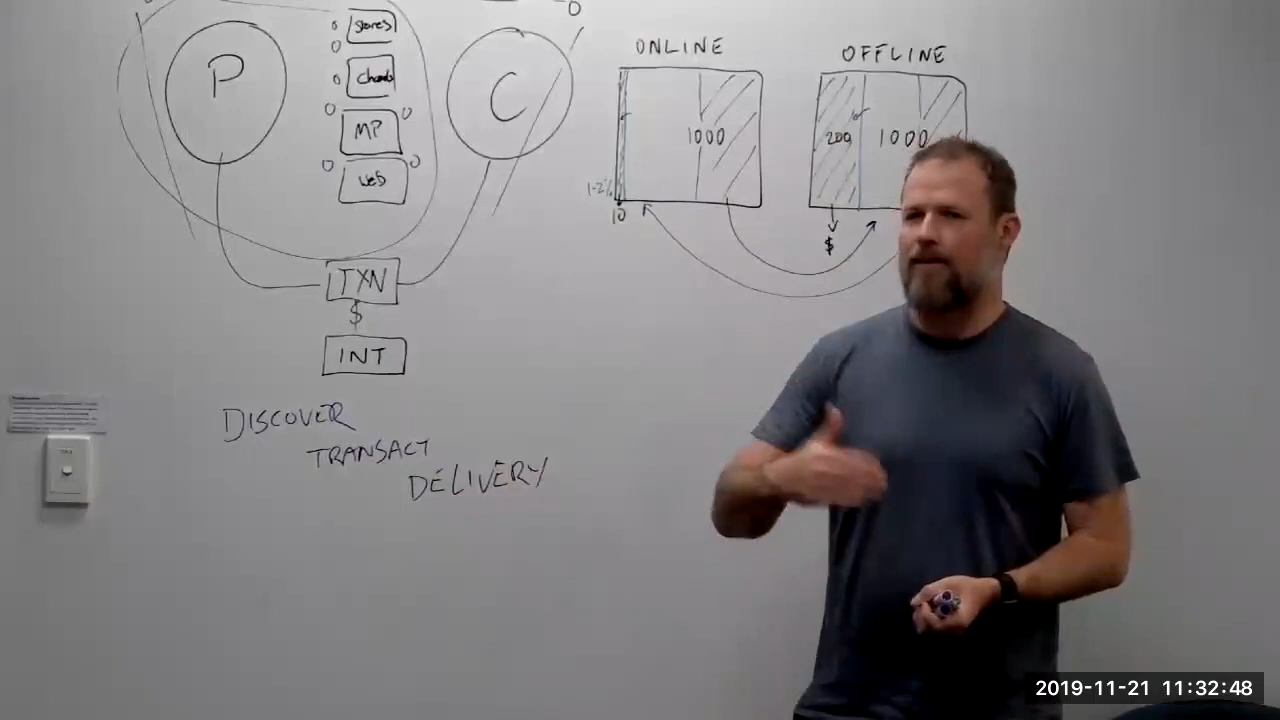 P
Stores
MP
Web
C
TXN
$
INT
DISCOVER
TRANSACT
DELIVERY
ONLINE
1000
1-2%
10
OFFLINE
200
1000
$
2019-11-21 11:32:48